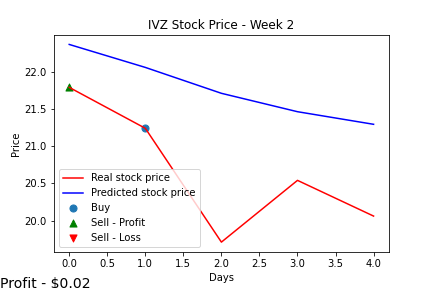 IVZ Stock Price - Week 2
22.0
21.5
21.0
20.5
20.0
Price
Real stock price
Predicted stock price
Buy
Sell - Profit
Sell - Loss
0.0 0.5 1.0 1.5 2.0 2.5 3.0 3.5 4.0
Days
Profit - $0.02